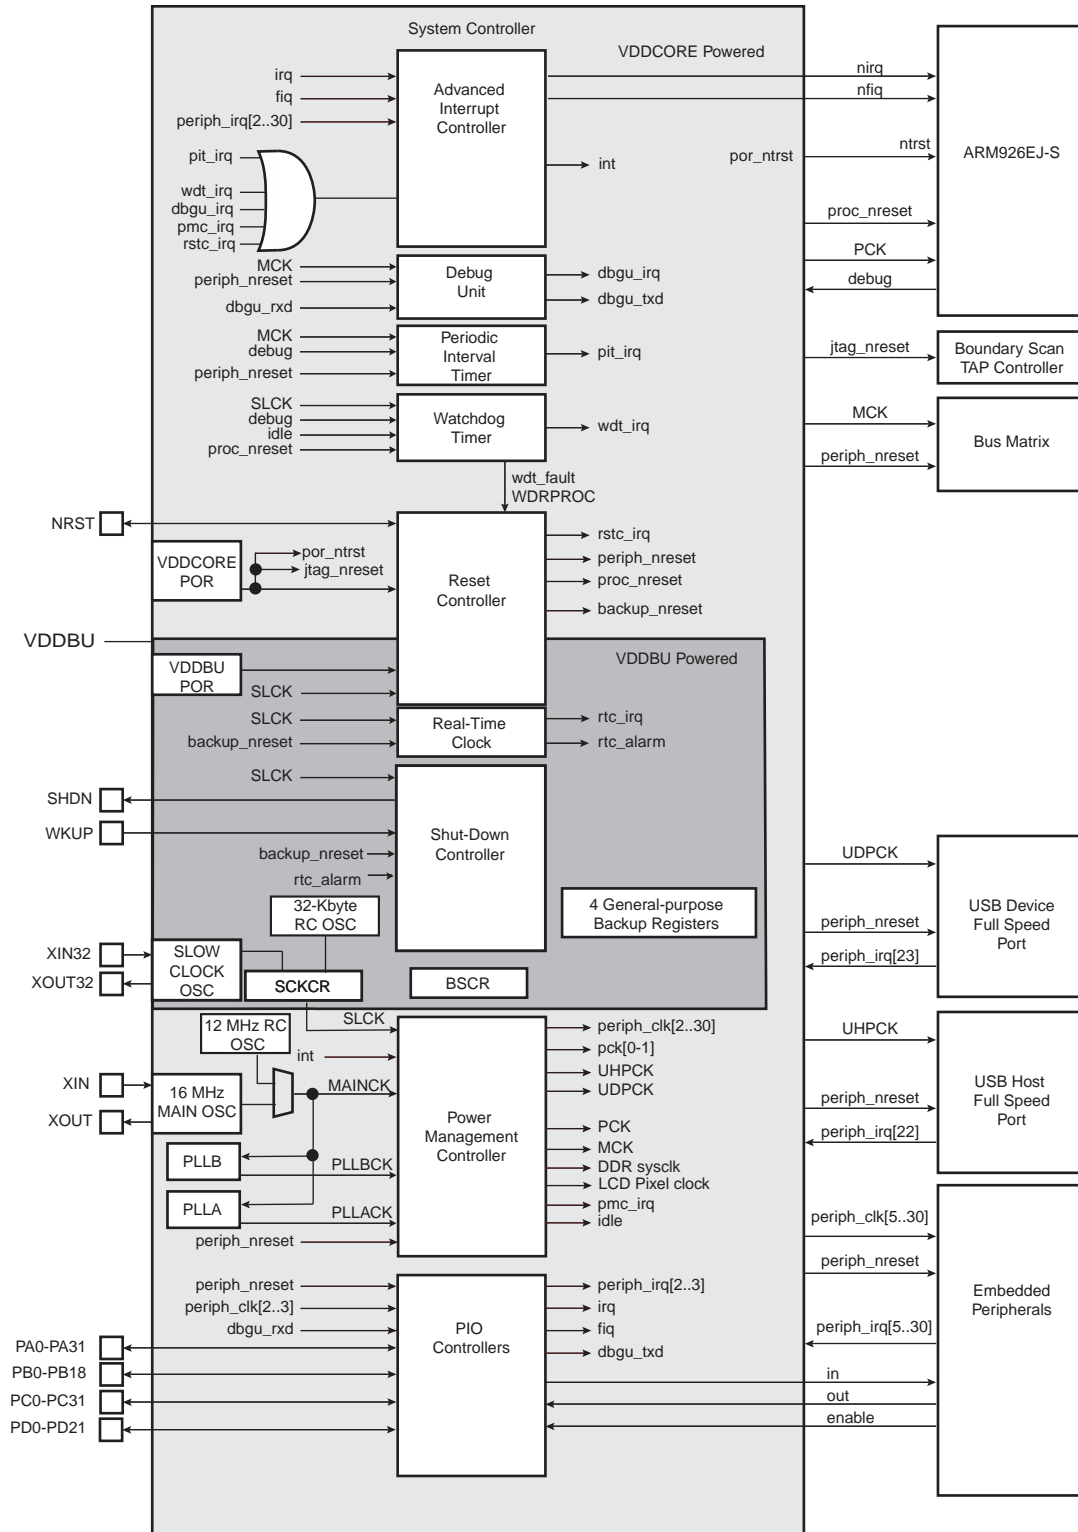 System Controller
VDDCORE Powered
irq
fiq
periph_irq[2..30]
pit_irq
wdt_irq
dbgu_irq
pmc_irq
rstc_irq
Advanced
Interrupt
Controller
int
nirq
nfiq
por_ntrst
ntrst
ARM926EJ-S
proc_nreset
PCK
debug
MCK
periph_nreset
dbgu_rxd
Debug
Unit
dbgu_irq
dbgu_txd
MCK
debug
periph_nreset
Periodic
Interval
Timer
pit_irq
jtag_nreset
Boundary Scan
TAP Controller
SLCK
debug
idle
proc_nreset
Watchdog
Timer
wdt_irq
MCK
periph_nreset
Bus Matrix
wdt_fault
WDRPROC
NRST
VDDCORE
POR
por_ntrst
jtag_nreset
Reset
Controller
rstc_irq
periph_nreset
proc_nreset
backup_nreset
VDDBU
VDDBU Powered
VDDBU
POR
SLCK
SLCK
backup_nreset
Real-Time
Clock
rtc_irq
rtc_alarm
SLCK
SHDN
WKUP
backup_nreset
rtc_alarm
Shut-Down
Controller
4 General-purpose
Backup Registers
UDPCK
periph_nreset
periph_irq[23]
USB Device
Full Speed
Port
32-Kbyte
RC OSC
XIN32
XOUT32
SLOW
CLOCK
OSC
SCKCR
BSCR
12 MHz RC
OSC
SLCK
int
XIN
XOUT
16 MHz
MAIN OSC
MAINCK
PLLB
PLLBCK
PLLA
PLLACK
periph_nreset
Power
Management
Controller
periph_clk[2..30]
pck[0-1]
UHPCK
UDPCK
PCK
MCK
DDR sysclk
LCD Pixel clock
pmc_irq
idle
UHPCK
periph_nreset
periph_irq[22]
USB Host
Full Speed
Port
periph_nreset
periph_clk[2..3]
dbgu_rxd
PA0-PA31
PB0-PB18
PC0-PC31
PD0-PD21
PIO
Controllers
periph_irq[2..3]
irq
fiq
dbgu_txd
periph_clk[5..30]
periph_nreset
periph_irq[5..30]
in
out
enable
Embedded
Peripherals